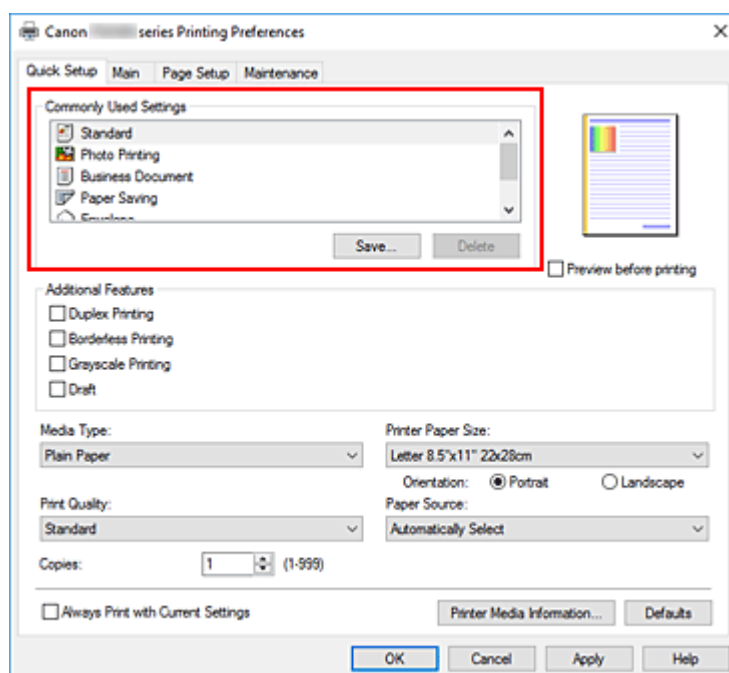 Canon series Printing Preferences
Quick Setup Main Page Setup Maintenance
Commonly Used Settings
Standard
Photo Printing
Business Document
Paper Saving
Envelope
Save... Delete
Preview before printing
Additional Features
Duplex Printing
Borderless Printing
Grayscale Printing
Draft
Media Type: Printer Paper Size:
Plain Paper Letter 8.5"x11" 22x28cm
Orientation: Portrait Landscape
Print Quality: Paper Source:
Standard Automatically Select
Copies: 1 (1-999)
Always Print with Current Settings Printer Media Information... Defaults
OK Cancel Apply Help